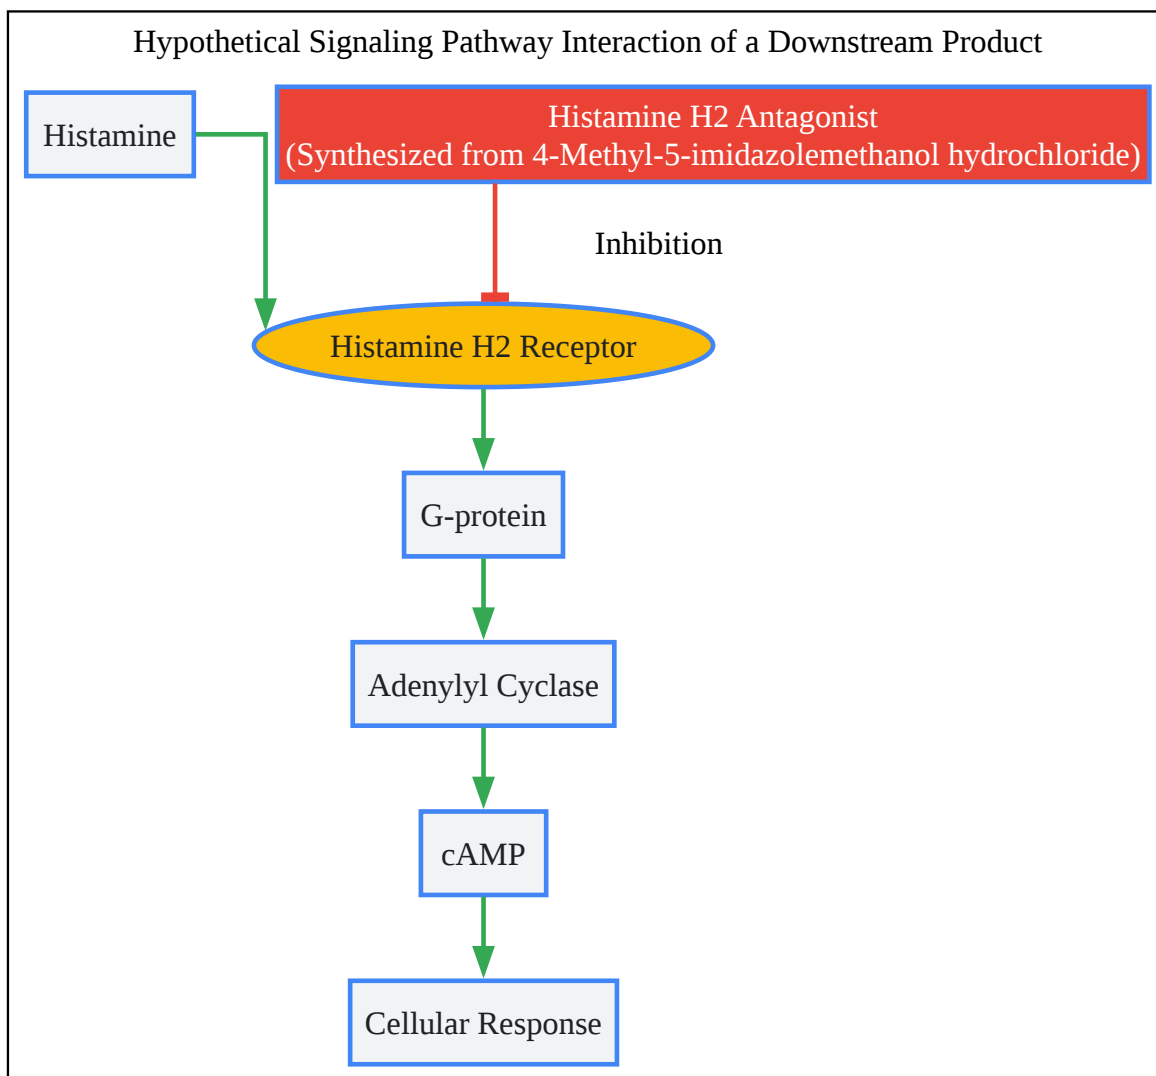 Hypothetical Signaling Pathway Interaction of a Downstream Product
Histamine
Histamine H2 Antagonist
(Synthesized from 4-Methyl-5-imidazolemethanol hydrochloride)
Inhibition
Histamine H2 Receptor
G-protein
Adenylyl Cyclase
cAMP
Cellular Response